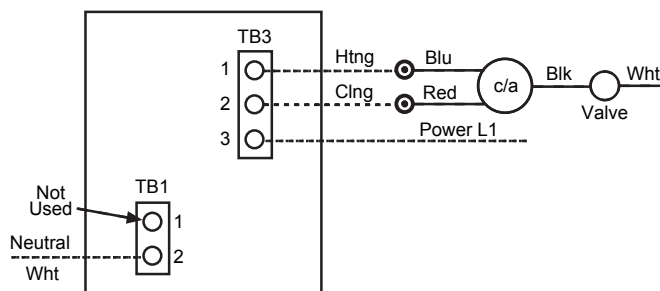 TB3
1 Htng Blu
2 Clng Red
c/a
Blk
Wht
Valve
3 Power L1
Not
Used
TB1
1
Neutral
2
Wht